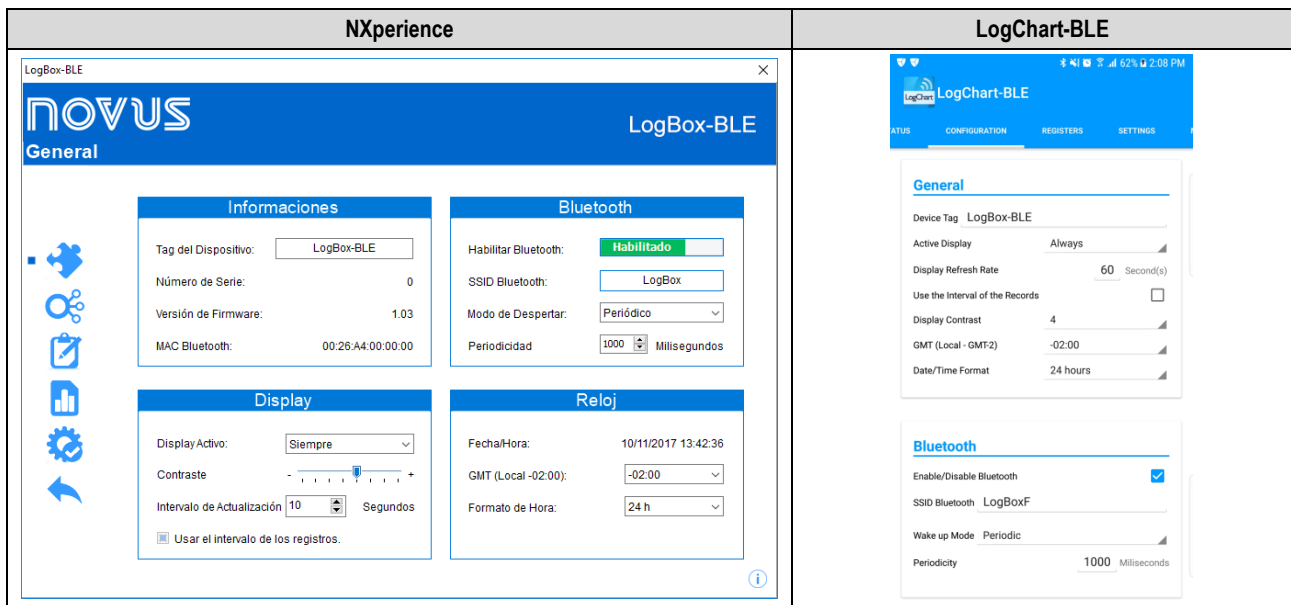 NXperience
LogChart-BLE
LogBox-BLE
novus
LogBox-BLE
General
Informaciones
Tag del Dispositivo: LogBox-BLE
Número de Serie: 0
Versión de Firmware: 1.03
MAC Bluetooth: 00:26:A4:00:00:00
Bluetooth
Habilitar Bluetooth: Habilitado
SSID Bluetooth: LogBox
Modo de Despertar: Periódico
Periodicidad 1000 Milisegundos
Display
Display Activo: Siempre
Contraste - +
Intervalo de Actualización 10 Segundos
Usar el intervalo de los registros.
Reloj
Fecha/Hora: 10/11/2017 13:42:36
GMT (Local -02:00): -02:00
Formato de Hora: 24 h
62% 2:08 PM
LogChart LogChart-BLE
ATUS CONFIGURATION REGISTERS SETTINGS
General
Device Tag LogBox-BLE
Active Display Always
Display Refresh Rate 60 Second(s)
Use the Interval of the Records
Display Contrast 4
GMT (Local - GMT-2) -02:00
Date/Time Format 24 hours
Bluetooth
Enable/Disable Bluetooth
SSID Bluetooth LogBoxF
Wake up Mode Periodic
Periodicity 1000 Miliseconds